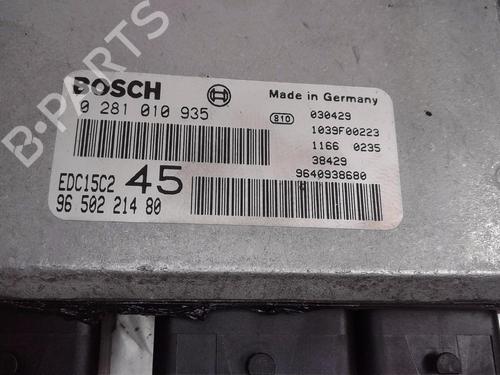 B-PARTS
BOSCH
0 281 010 935
EDC15C2 45
96 502 214 80
Made in Germany
810 030429
1039F00223
1166 0235
38429
9640938680